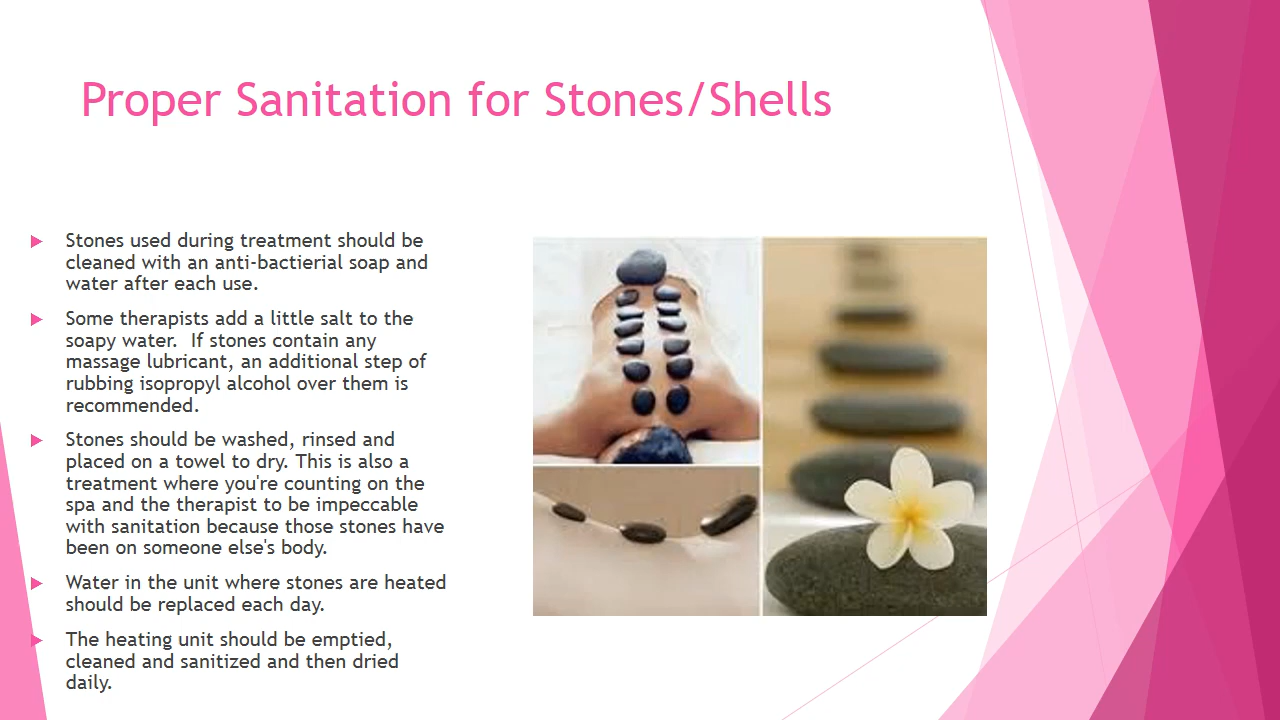 Proper Sanitation for Stones/Shells
Stones used during treatment should be
cleaned with an anti-bactierial soap and
water after each use.
Some therapists add a little salt to the
soapy water.  If stones contain any
massage lubricant, an additional step of
rubbing isopropyl alcohol over them is
recommended.
Stones should be washed, rinsed and
placed on a towel to dry. This is also a
treatment where you're counting on the
spa and the therapist to be impeccable
with sanitation because those stones have
been on someone else's body.
Water in the unit where stones are heated
should be replaced each day.
The heating unit should be emptied,
cleaned and sanitized and then dried
daily.